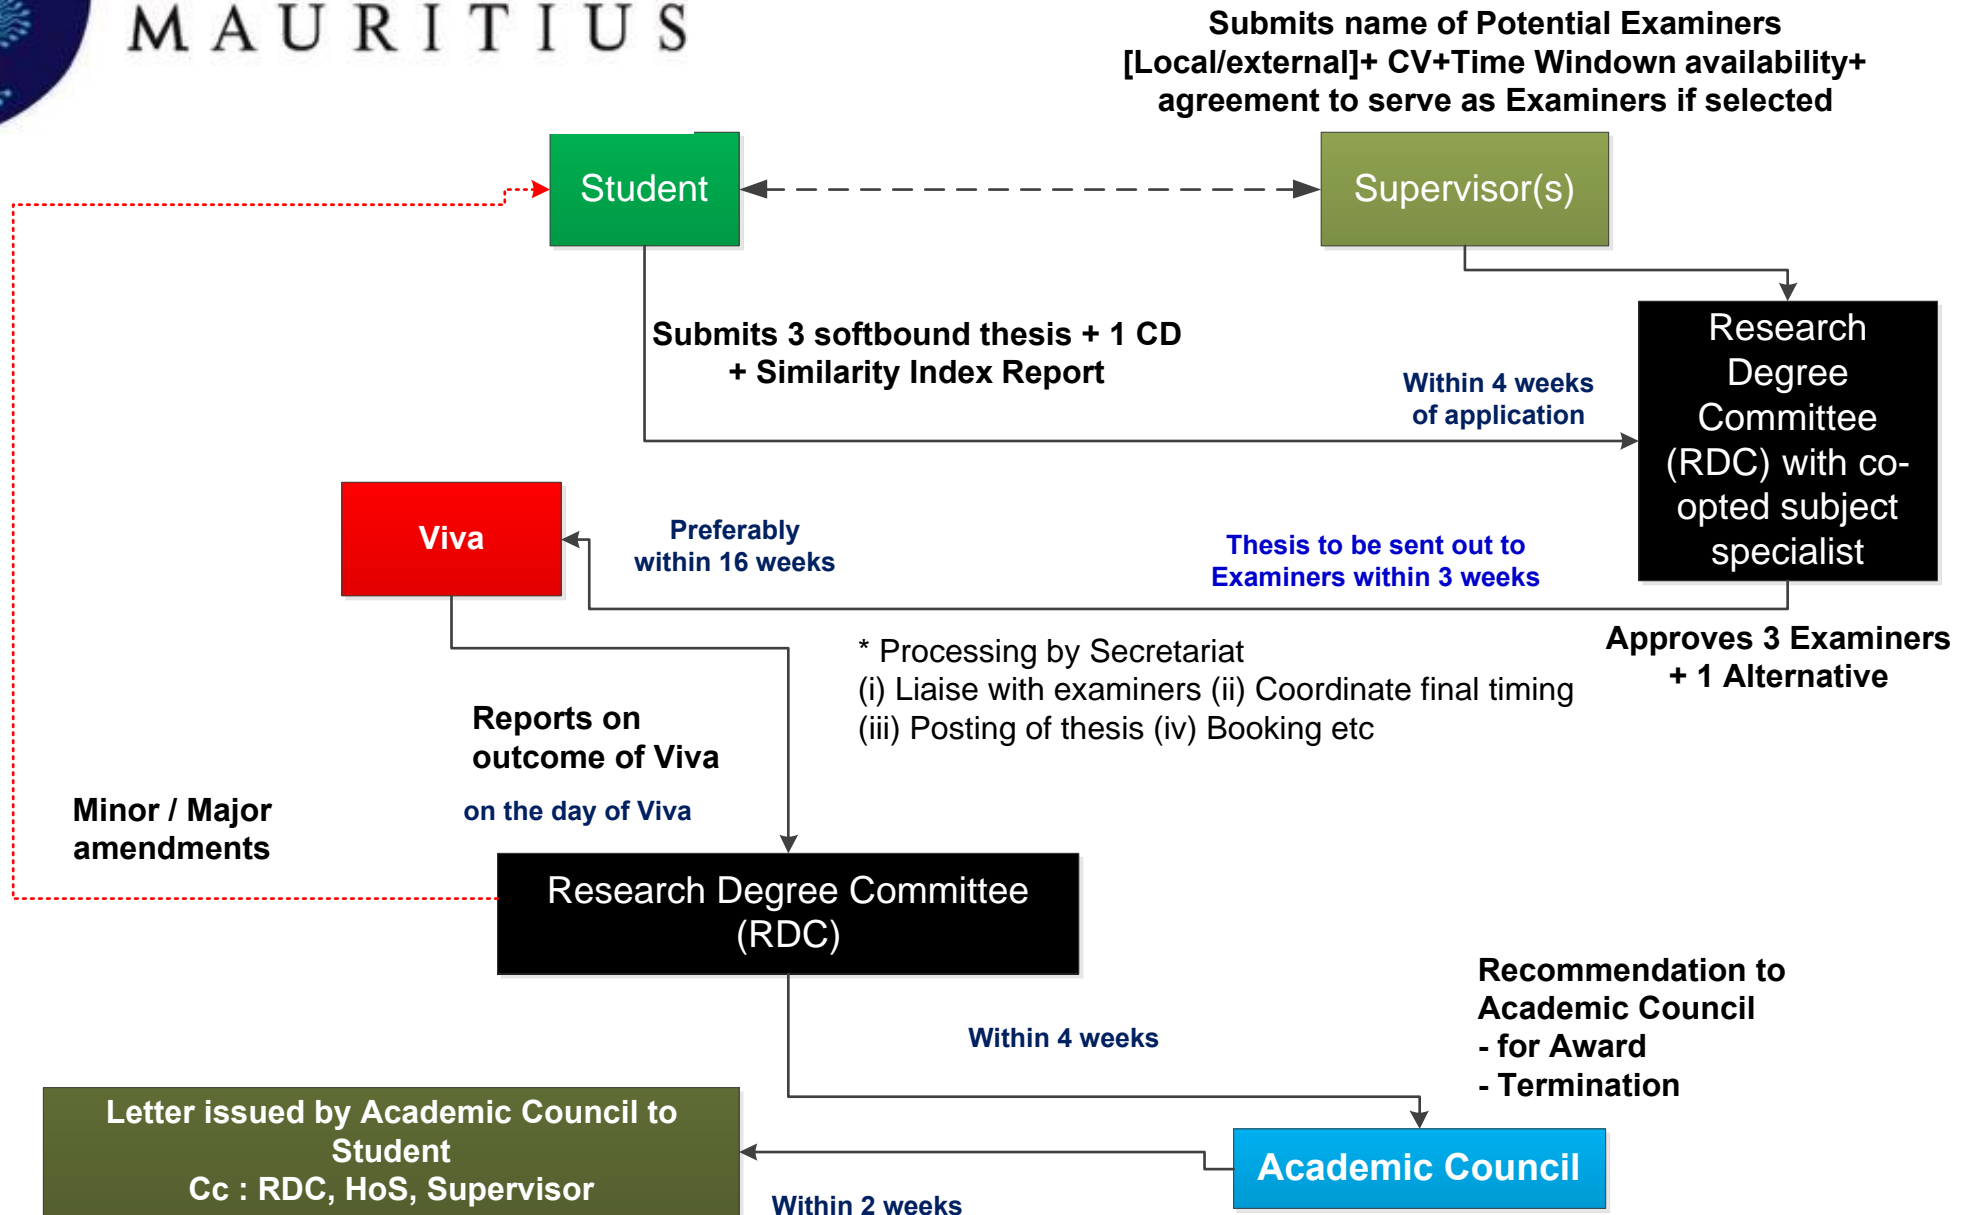 MAURITIUS
Submits name of Potential Examiners
[Local/external]+ CV+Time Windown availability+
agreement to serve as Examiners if selected
Student
Supervisor(s)
Submits 3 softbound thesis + 1 CD
+ Similarity Index Report
Within 4 weeks
of application
Research
Degree
Committee
(RDC) with co-
opted subject
specialist
Viva
Preferably
within 16 weeks
Thesis to be sent out to
Examiners within 3 weeks
Approves 3 Examiners
+ 1 Alternative
* Processing by Secretariat
(i) Liaise with examiners (ii) Coordinate final timing
(iii) Posting of thesis (iv) Booking etc
Reports on
outcome of Viva
on the day of Viva
Minor / Major
amendments
Research Degree Committee
(RDC)
Recommendation to
Academic Council
- for Award
- Termination
Within 4 weeks
Letter issued by Academic Council to
Student
Cc : RDC, HoS, Supervisor
Academic Council
Within 2 weeks